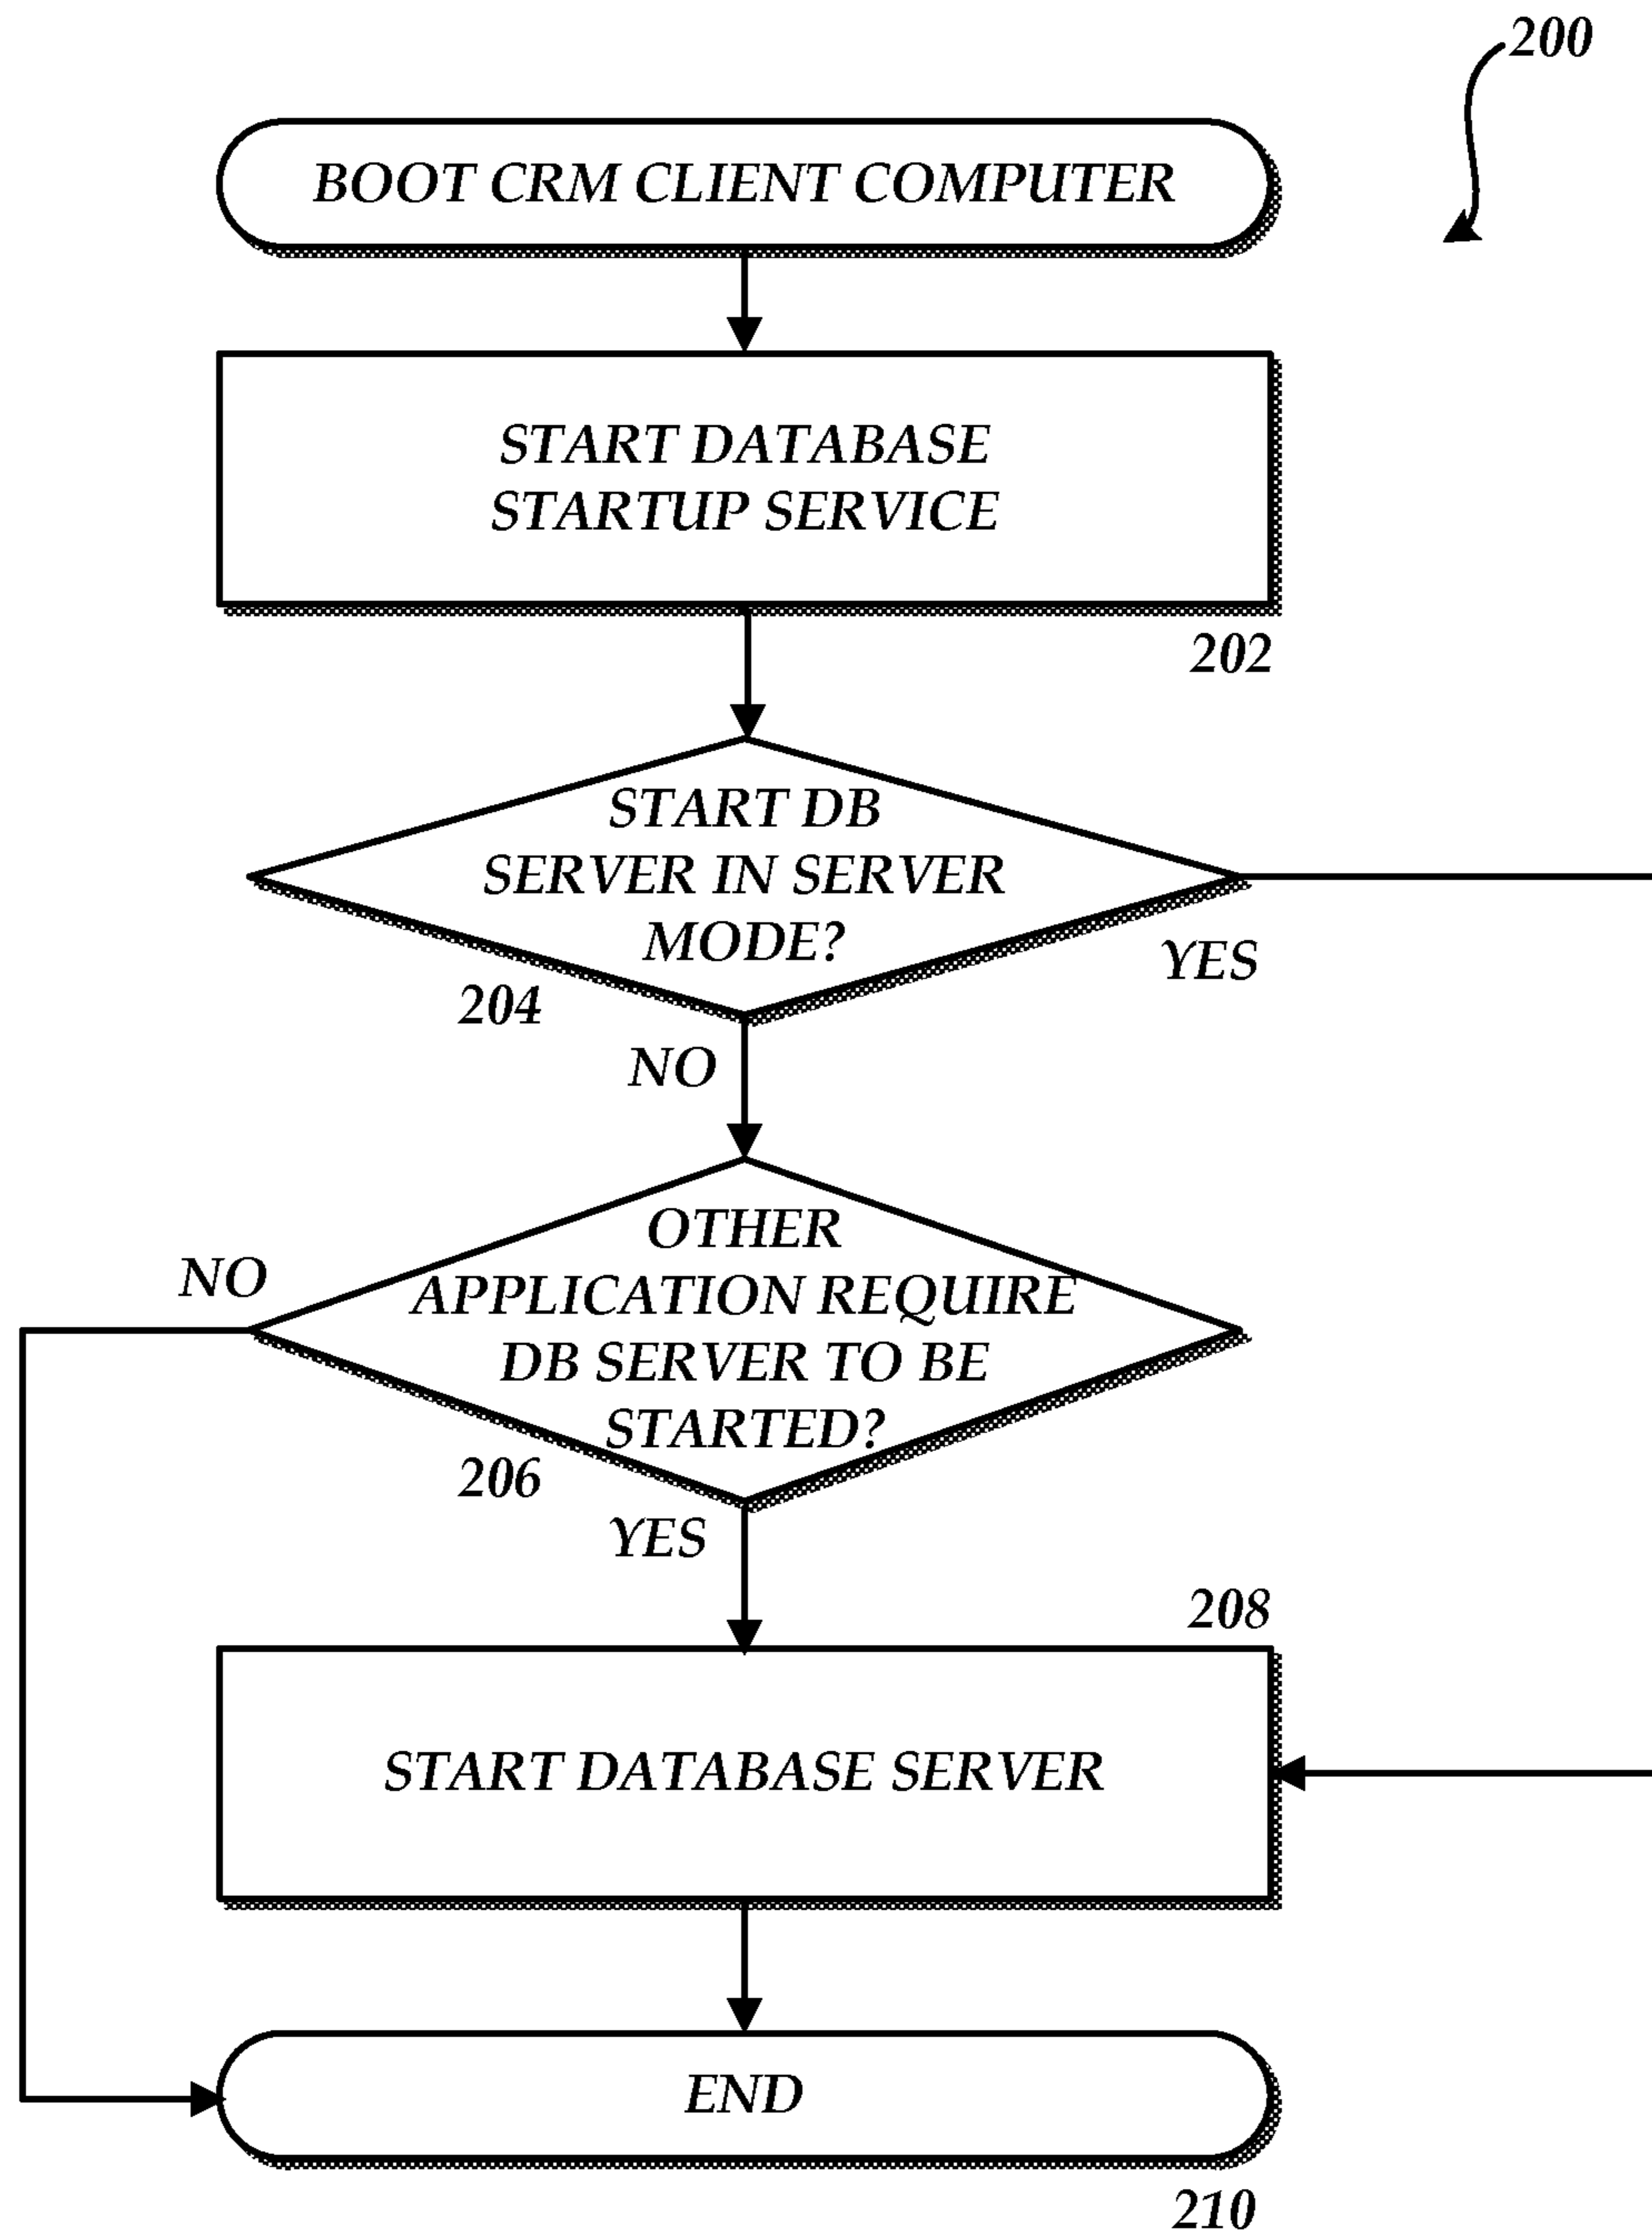 200
BOOT CRM CLIENT COMPUTER
START DATABASE
STARTUP SERVICE
202
START DB
SERVER IN SERVER
MODE?
YES
204
NO
OTHER
NO
APPLICATION REQUIRE
DB SERVER TO BE
STARTED?
206
YES
208
START DATABASE SERVER
END
210